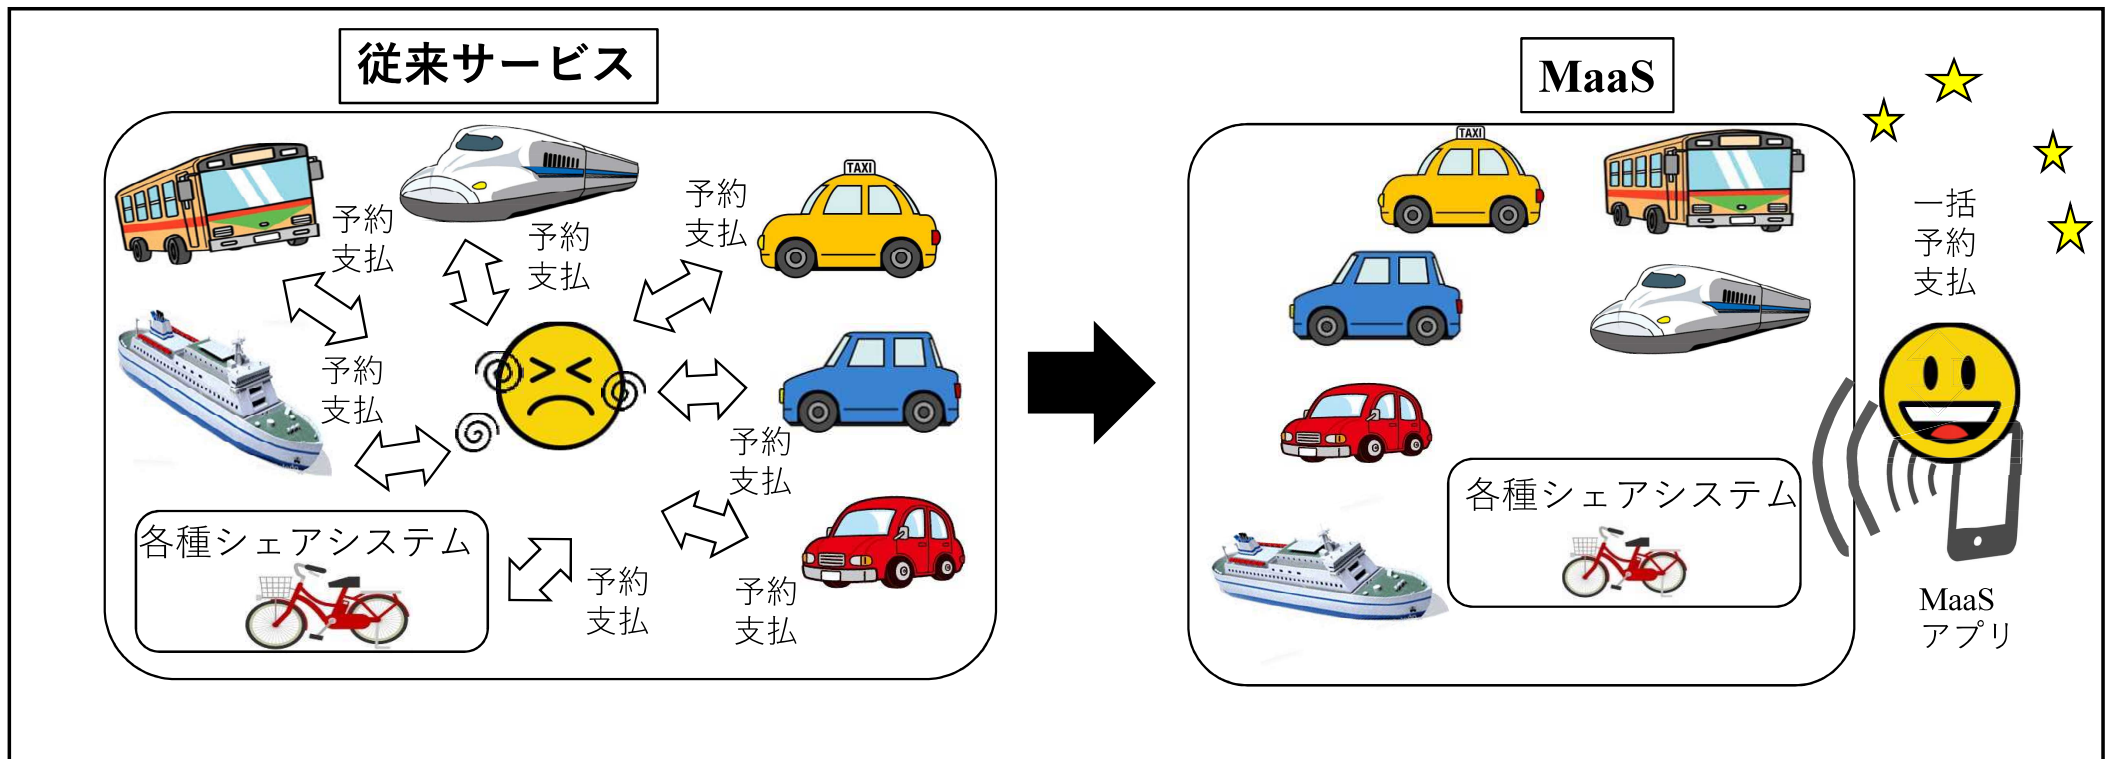 従来サービス
予約
支払
予約
支払
TAXI
予約
支払
予約
支払
予約
支払
各種シェアシステム
予約
支払
予約
支払
MaaS
TAXI
各種シェアシステム
一括
予約
支払
MaaS
アプリ